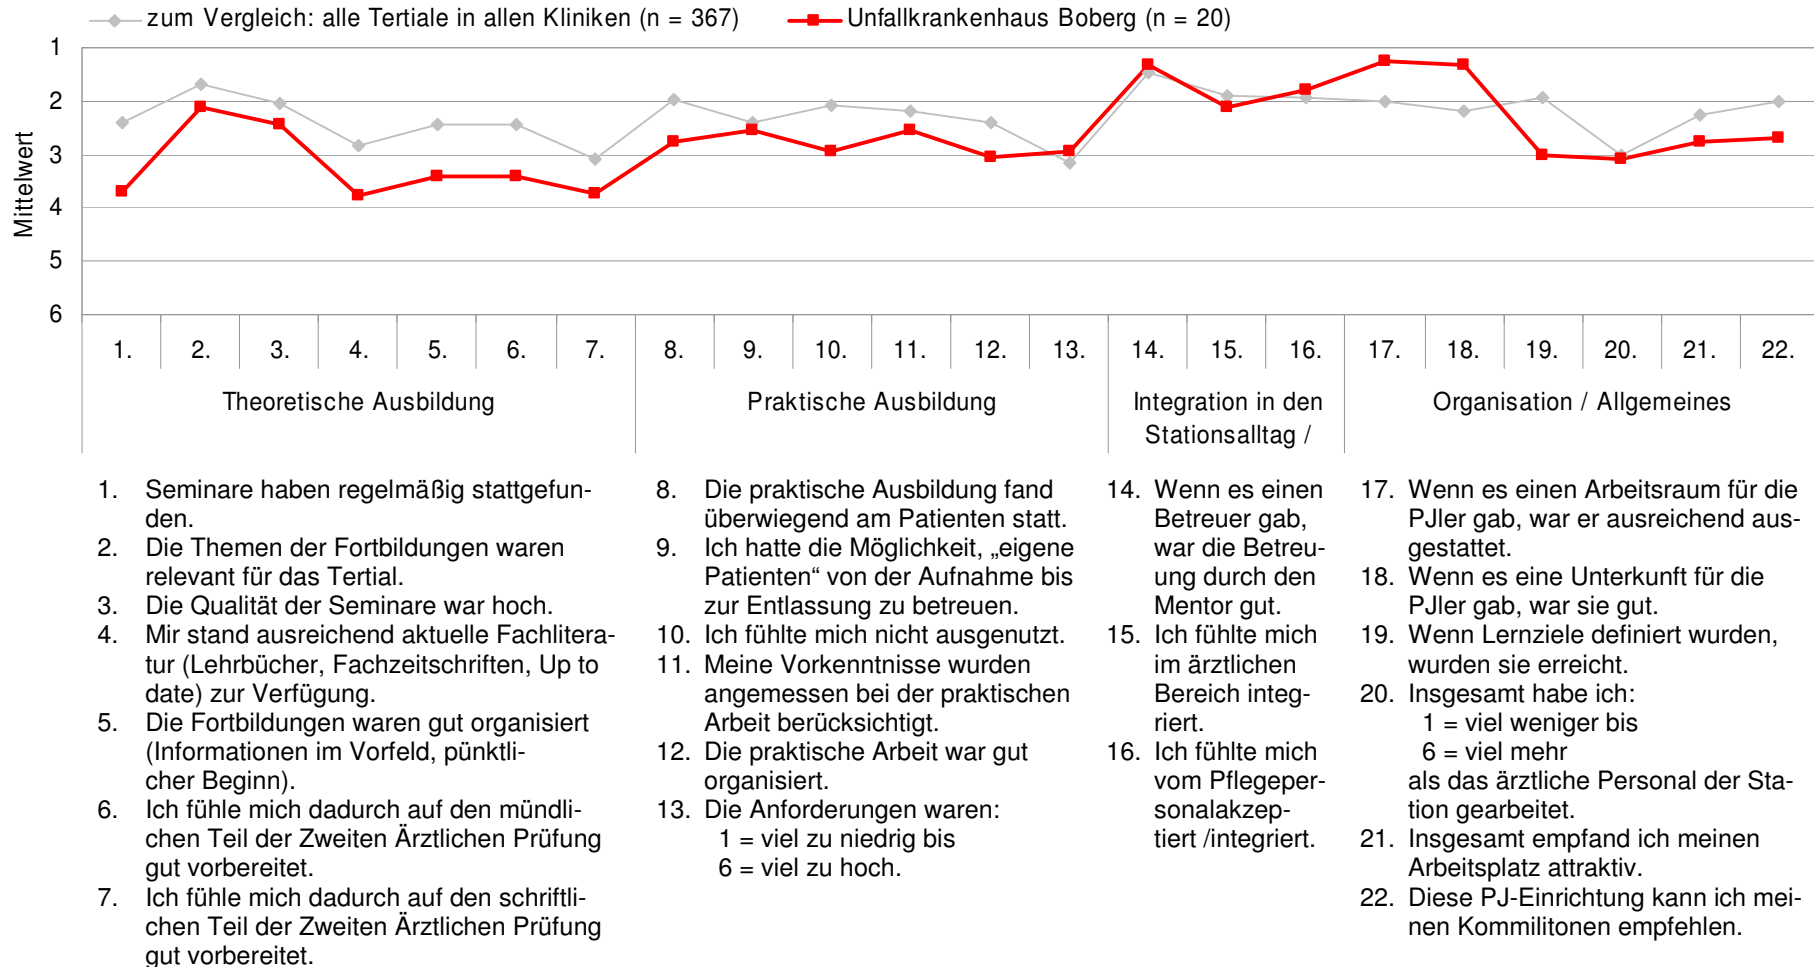 zum Vergleich: alle Tertiale in allen Kliniken (n = 367)
Unfallkrankenhaus Boberg (n = 20)
Mittelwert
1
2
3
4
5
6
1. 2. 3. 4. 5. 6. 7. 8. 9. 10. 11. 12. 13. 14. 15. 16. 17. 18. 19. 20. 21. 22.
Theoretische Ausbildung
Praktische Ausbildung
Integration in den
Stationsalltag /
Organisation / Allgemeines
1. Seminare haben regelmäßig stattgefun-
den.
2. Die Themen der Fortbildungen waren
relevant für das Tertial.
3. Die Qualität der Seminare war hoch.
4. Mir stand ausreichend aktuelle Fachlitera-
tur (Lehrbücher, Fachzeitschriften, Up to
date) zur Verfügung.
5. Die Fortbildungen waren gut organisiert
(Informationen im Vorfeld, pünktli-
cher Beginn).
6. Ich fühle mich dadurch auf den mündli-
chen Teil der Zweiten Ärztlichen Prüfung
gut vorbereitet.
7. Ich fühle mich dadurch auf den schriftli-
chen Teil der Zweiten Ärztlichen Prüfung
gut vorbereitet.
8. Die praktische Ausbildung fand
überwiegend am Patienten statt.
9. Ich hatte die Möglichkeit, „eigene
Patienten“ von der Aufnahme bis
zur Entlassung zu betreuen.
10. Ich fühlte mich nicht ausgenutzt.
11. Meine Vorkenntnisse wurden
angemessen bei der praktischen
Arbeit berücksichtigt.
12. Die praktische Arbeit war gut
organisiert.
13. Die Anforderungen waren:
1 = viel zu niedrig bis
6 = viel zu hoch.
14. Wenn es einen
Betreuer gab,
war die Betreu-
ung durch den
Mentor gut.
15. Ich fühlte mich
im ärztlichen
Bereich integ-
riert.
16. Ich fühlte mich
vom Pflegeper-
sonalakzep-
tiert /integriert.
17. Wenn es einen Arbeitsraum für die
PJler gab, war er ausreichend aus-
gestattet.
18. Wenn es eine Unterkunft für die
PJler gab, war sie gut.
19. Wenn Lernziele definiert wurden,
wurden sie erreicht.
20. Insgesamt habe ich:
1 = viel weniger bis
6 = viel mehr
als das ärztliche Personal der Sta-
tion gearbeitet.
21. Insgesamt empfand ich meinen
Arbeitsplatz attraktiv.
22. Diese PJ-Einrichtung kann ich mei-
nen Kommilitonen empfehlen.